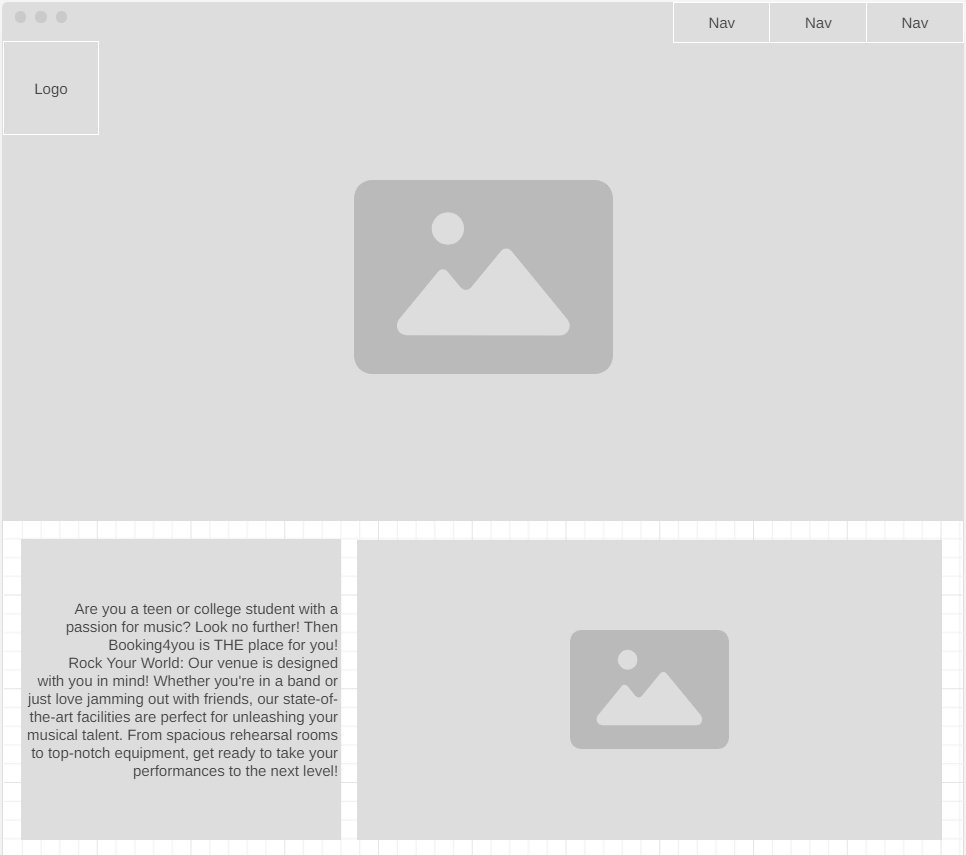 Nav Nav Nav
Logo
Are you a teen or college student with a
passion for music? Look no further! Then
Booking4you is THE place for you!
Rock Your World: Our venue is designed
with you in mind! Whether you're in a band or
just love jamming out with friends, our state-of-
the-art facilities are perfect for unleashing your
musical talent. From spacious rehearsal rooms
to top-notch equipment, get ready to take your
performances to the next level!